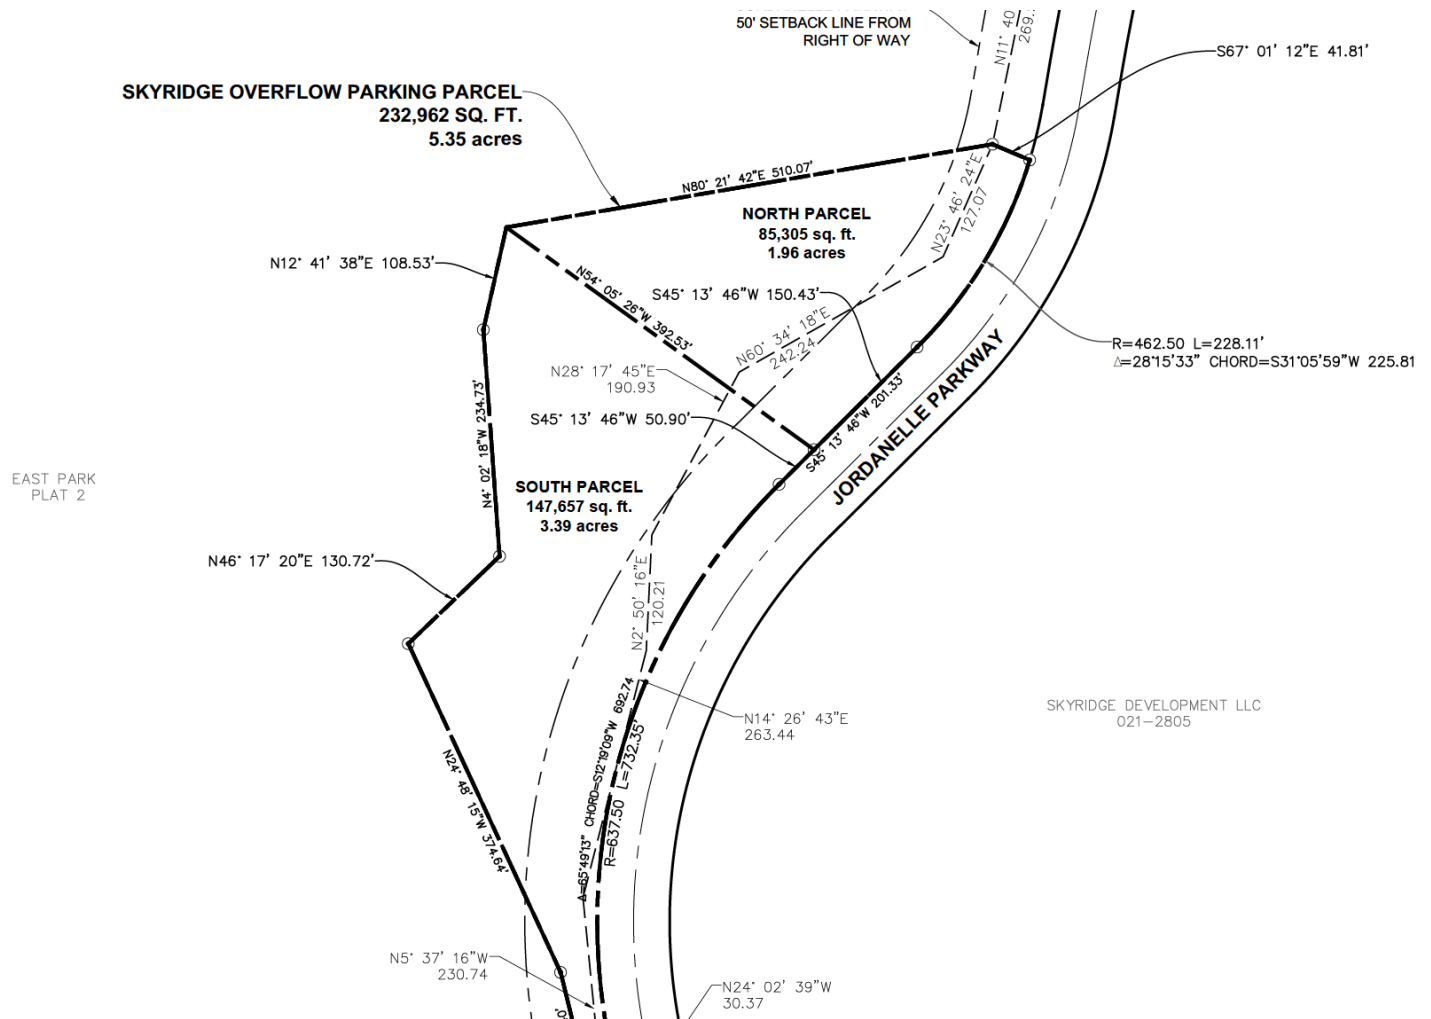 50' SETBACK LINE FROM
RIGHT OF WAY
N11° 40
269.
S67° 01' 12"E 41.81'
SKYRIDGE OVERFLOW PARKING PARCEL
232,962 SQ. FT.
5.35 acres
N80° 21' 42"E 510.07'
N23° 46' 24"E
127.07
NORTH PARCEL
85,305 sq. ft.
1.96 acres
N12° 41' 38"E 108.53'
N54° 05' 26"W 392.53'
S45° 13' 46"W 150.43'
N60° 34' 18"E
242.24
R=462.50 L=228.11'
Δ=28°15'33" CHORD=S31°05'59"W 225.81
N28° 17' 45"E
190.93
S45° 13' 46"W 50.90'
S45° 13' 46"W 201.33'
JORDANELLE PARKWAY
N4° 02' 18"W 234.73'
EAST PARK
PLAT 2
SOUTH PARCEL
147,657 sq. ft.
3.39 acres
N46° 17' 20"E 130.72'
N2° 50' 16"E
120.21
N14° 26' 43"E
263.44
SKYRIDGE DEVELOPMENT LLC
021-2805
Δ=65°49'13" CHORD=S12°19'09"W 692.74
R=637.50 L=732.35'
N24° 48' 15"W 374.64'
N5° 37' 16"W
230.74
N24° 02' 39"W
30.37